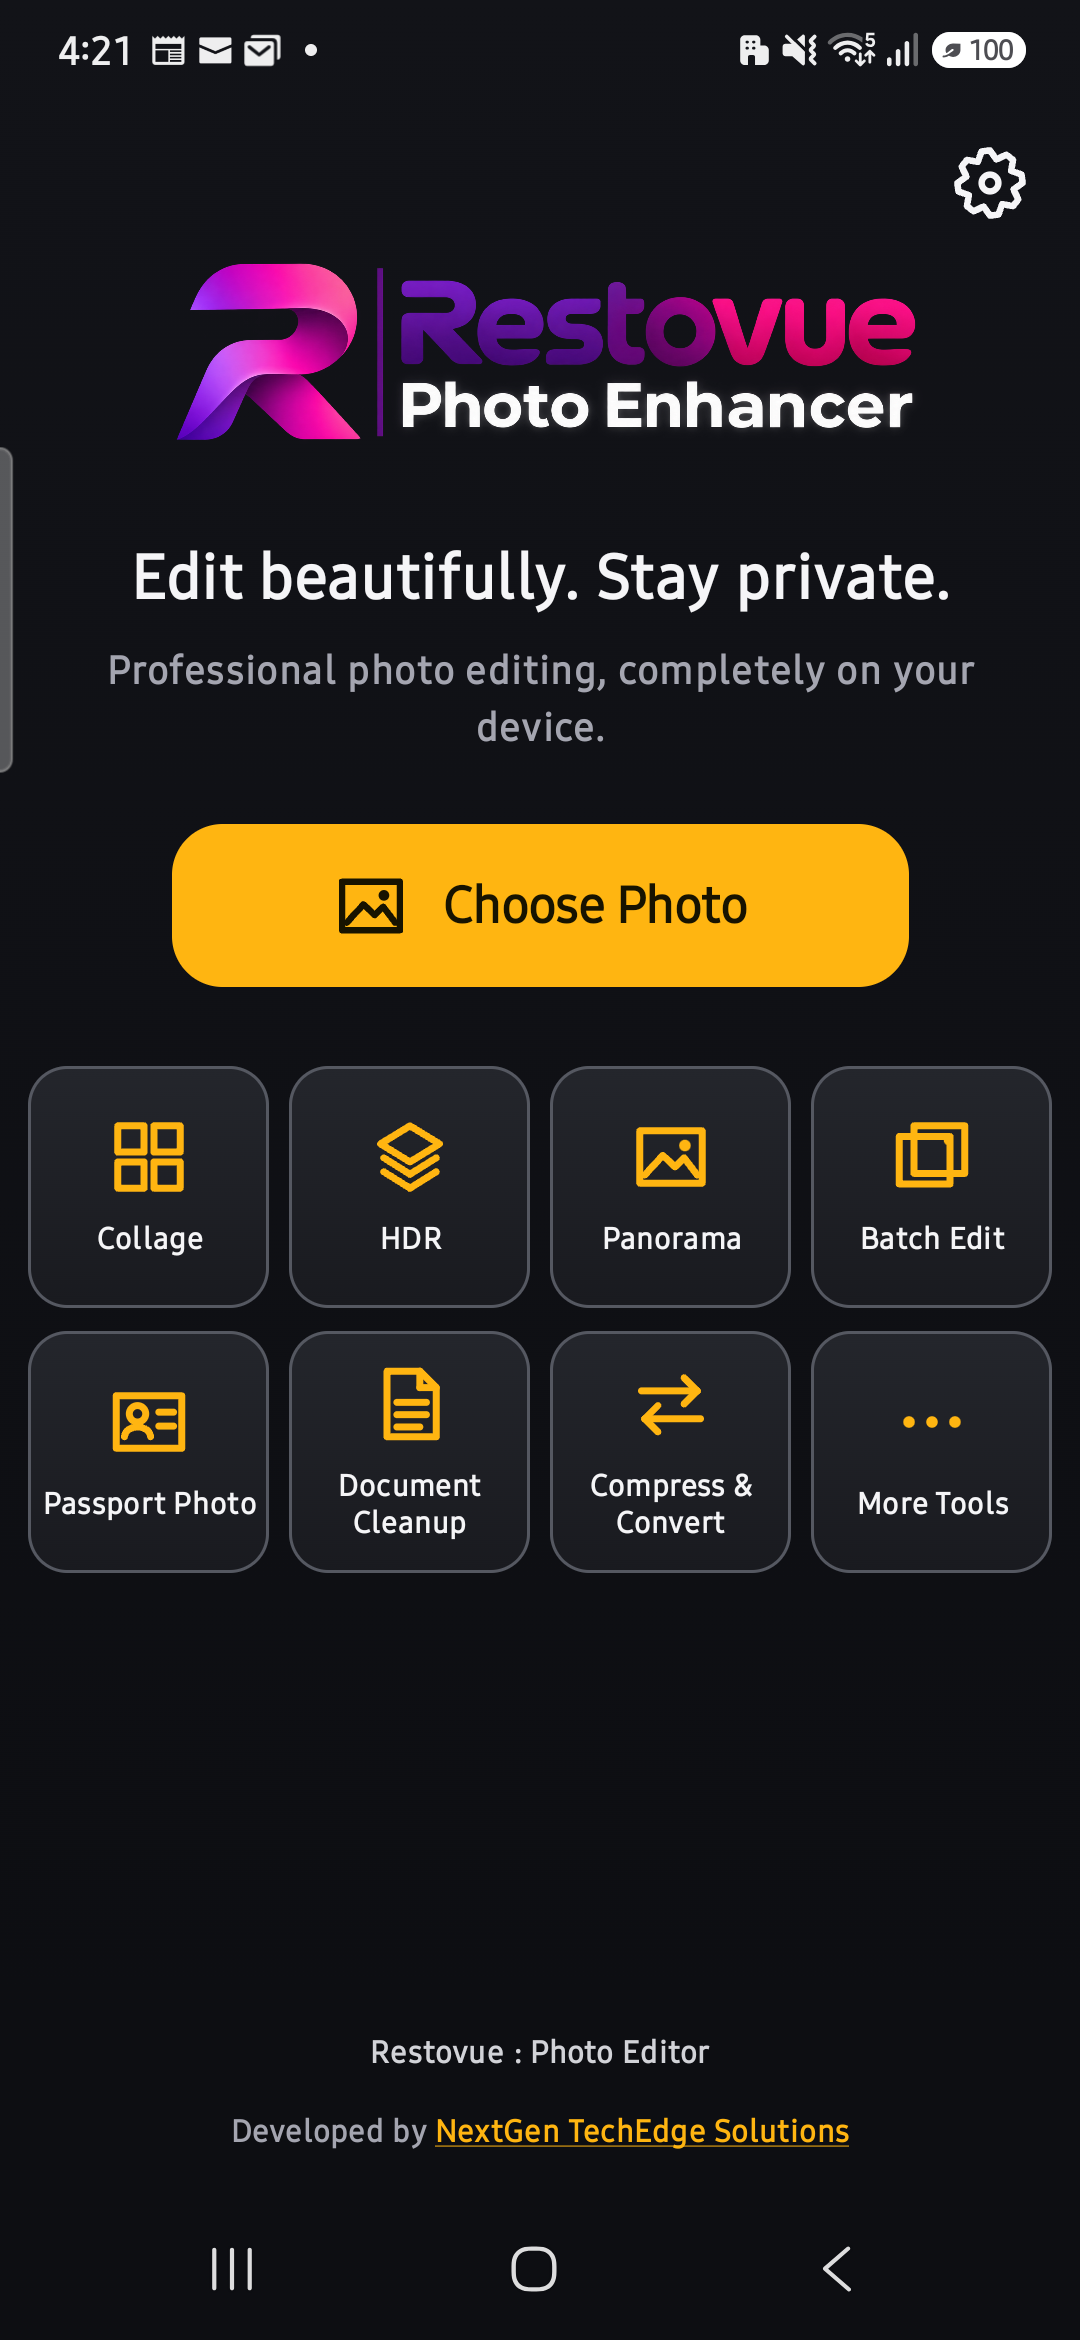 4:21
5
100
Restovue
Photo Enhancer
Edit beautifully. Stay private.
Professional photo editing, completely on your
device.
Choose Photo
Collage
HDR
Panorama
Batch Edit
Passport Photo
Document
Cleanup
Compress &
Convert
More Tools
Restovue : Photo Editor
Developed by NextGen TechEdge Solutions